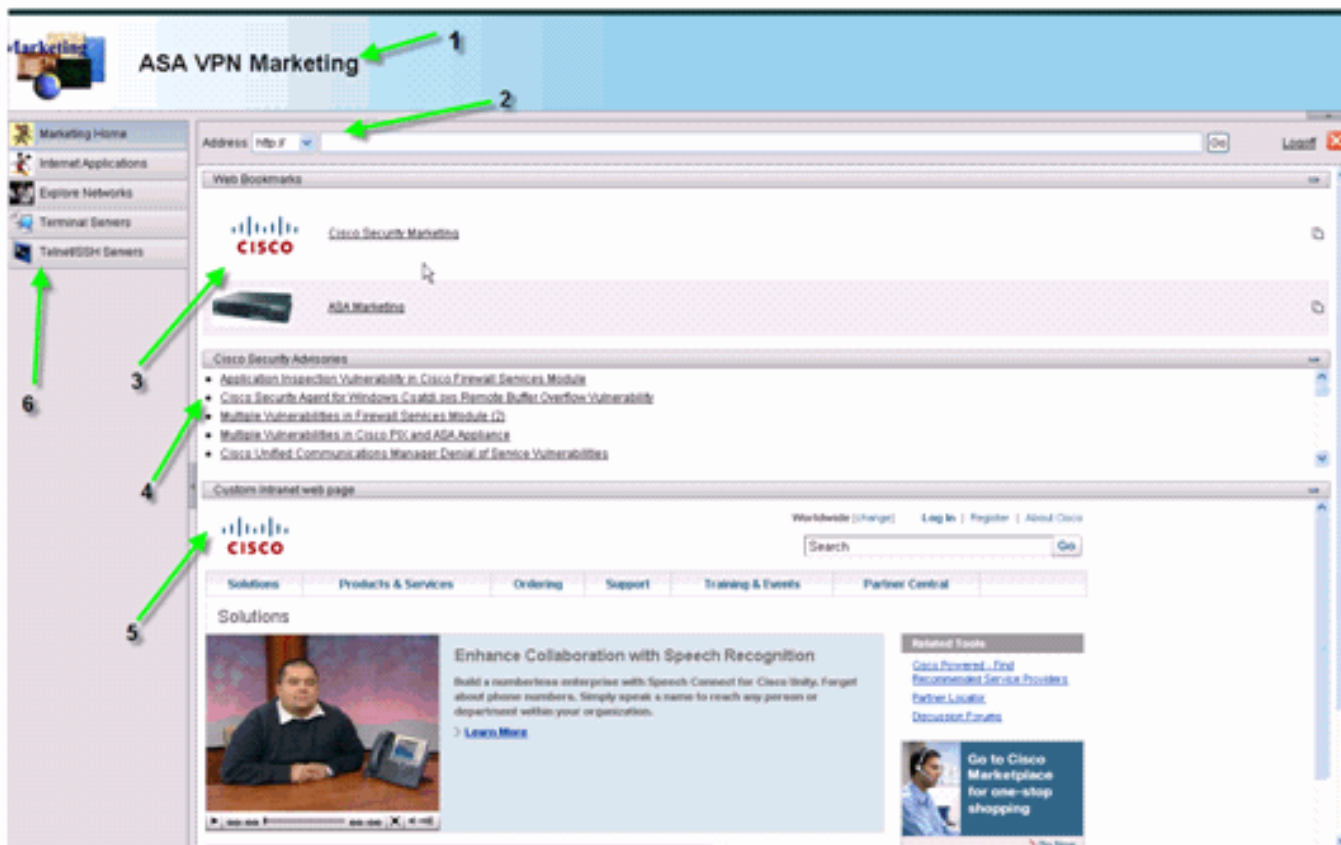 Marketing
ASA VPN Marketing
1
2
Marketing Home
Internet Applications
Explore Networks
Terminal Servers
Telnet/SSH Servers
6
Address http://
Go
Logoff
Web Bookmarks
CISCO
Cisco Security Marketing
ASA Marketing
3
Cisco Security Advisories
Application Inspection Vulnerability in Cisco Firewall Services Module
Cisco Security Agent for Windows Remote Buffer Overflow Vulnerability
Multiple Vulnerabilities in Firewall Services Module (2)
Multiple Vulnerabilities in Cisco PIX and ASA Appliance
Cisco Unified Communications Manager Denial of Service Vulnerabilities
4
Custom intranet web page
CISCO
Worldwide [change] Log In | Register | About Cisco
Search Go
5
Solutions Products & Services Ordering Support Training & Events Partner Central
Solutions
Enhance Collaboration with Speech Recognition
Build a numberless enterprise with Speech Connect for Cisco Unity. Forget
about phone numbers. Simply speak a name to reach any person or
department within your organization.
Learn More
Related Tools
Cisco Powered - Find
Recommended Service Providers
Partner Locator
Discussion Forums
Go to Cisco
Marketplace
for one-stop
shopping